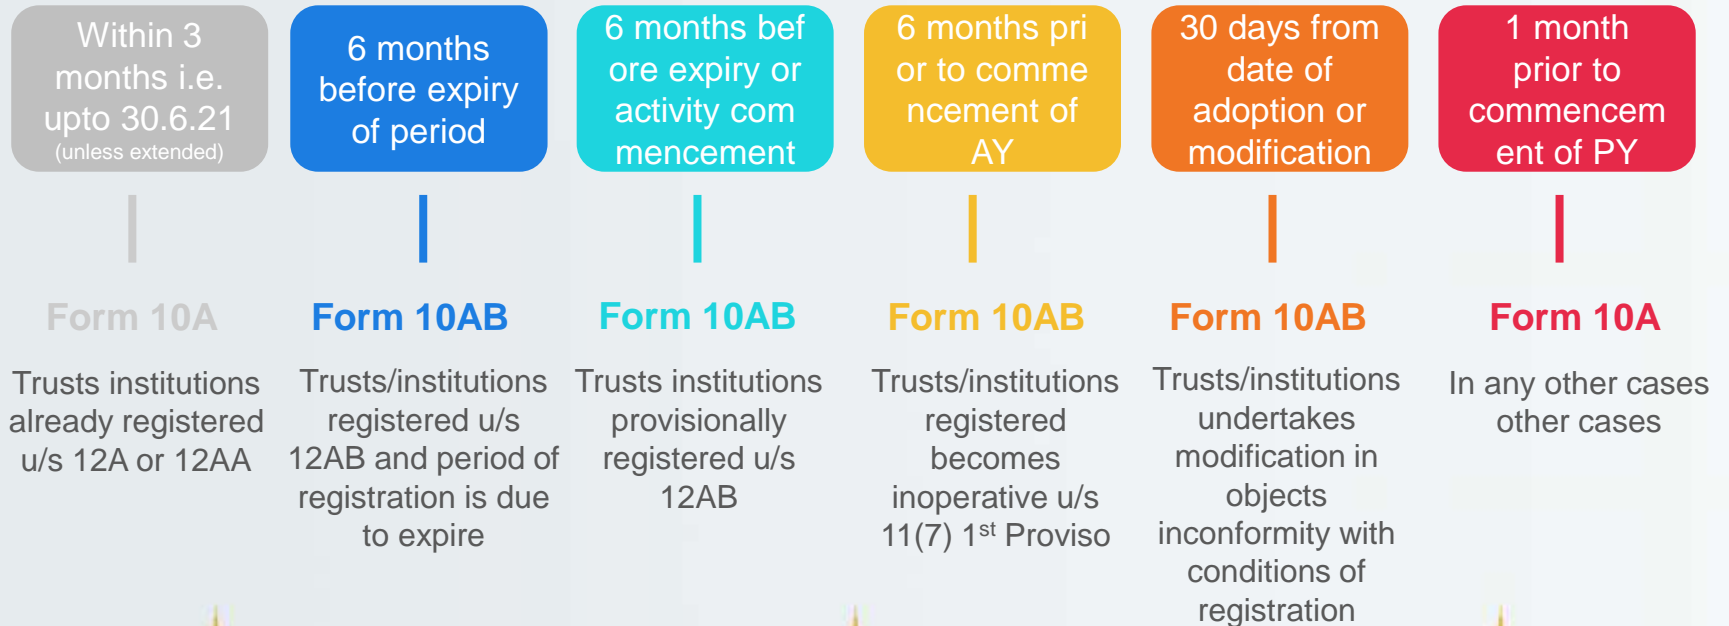 Within 3
months i.e.
upto 30.6.21
(unless extended)
Form 10A
Trusts institutions
already registered
u/s 12A or 12AA
6 months
before expiry
of period
Form 10AB
Trusts/institutions
registered u/s
12AB and period of
registration is due
to expire
6 months bef
ore expiry or
activity com
mencement
Form 10AB
Trusts institutions
provisionally
registered u/s
12AB
6 months pri
or to comme
ncement of
AY
Form 10AB
Trusts/institutions
registered
becomes
inoperative u/s
11(7) 1st Proviso
30 days from
date of
adoption or
modification
Form 10AB
Trusts/institutions
undertakes
modification in
objects
inconformity with
conditions of
registration
1 month
prior to
commencem
ent of PY
Form 10A
In any other cases
other cases